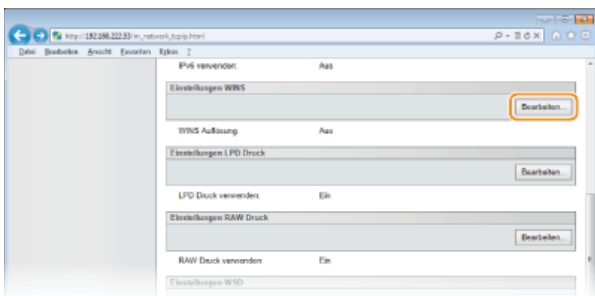 http://192.168.222.53/m_network_tcpip.html
Datei Bearbeiten Ansicht Favoriten Extras ?
IPv6 verwenden: Aus
Einstellungen WINS
Bearbeiten...
WINS Auflösung: Aus
Einstellungen LPD Druck
Bearbeiten...
LPD Druck verwenden: Ein
Einstellungen RAW Druck
Bearbeiten...
RAW Druck verwenden: Ein
Einstellungen WSD